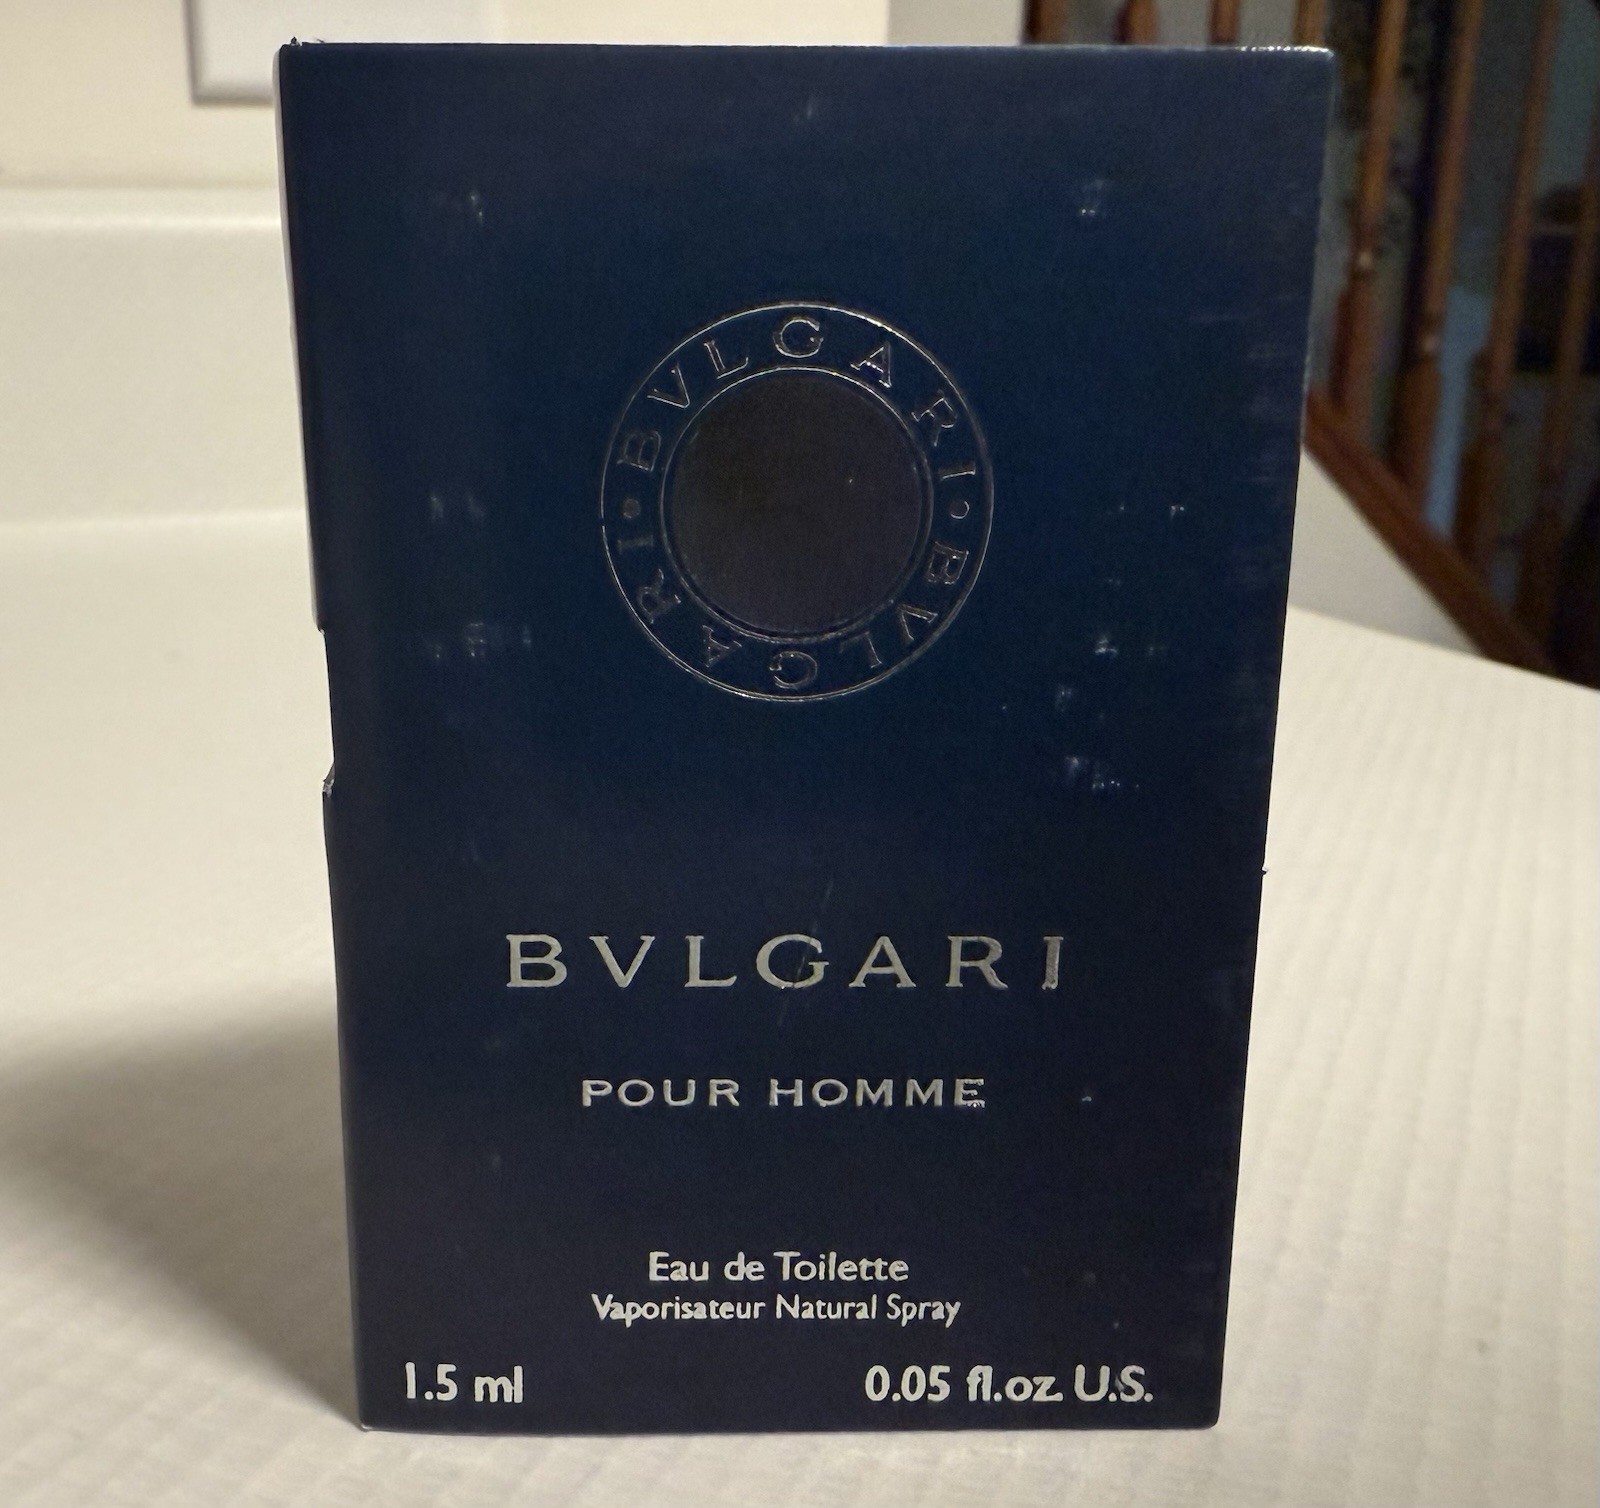 BVLGARI • BVLGARI •
BVLGARI
POUR HOMME
Eau de Toilette
Vaporisateur Natural Spray
1.5 ml 0.05 fl.oz. U.S.